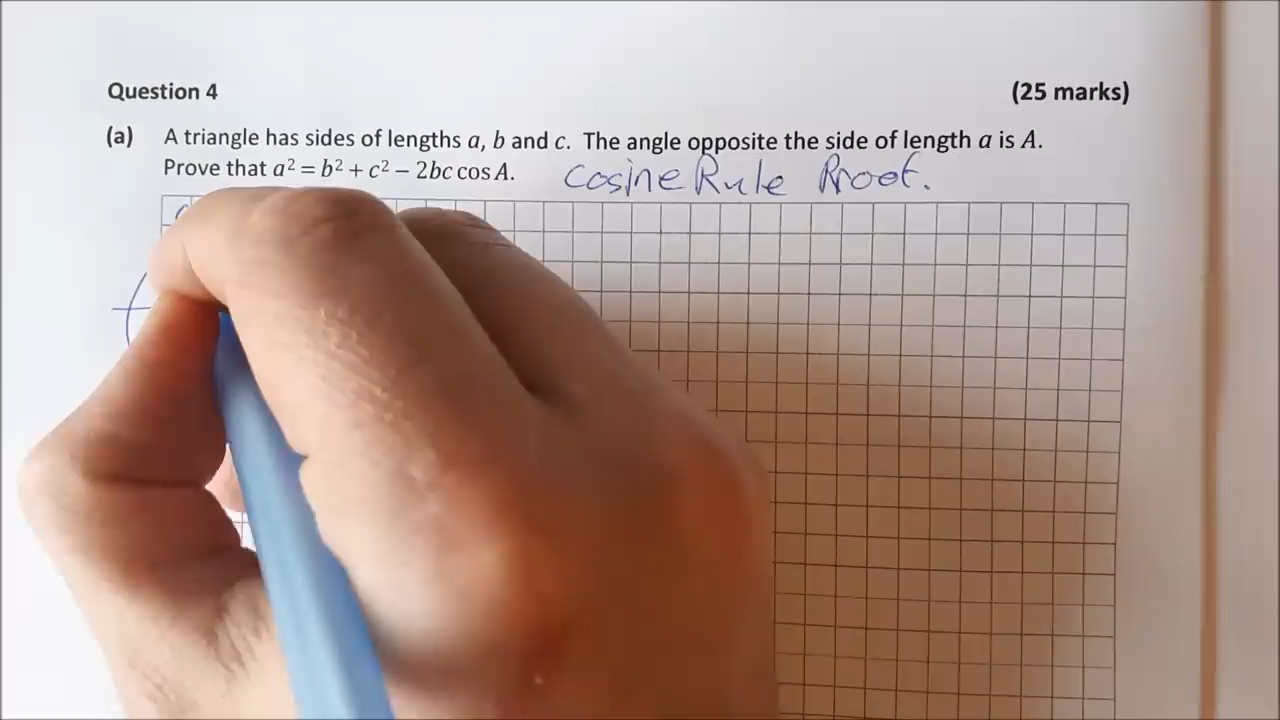 Question 4 (25 marks)
(a) A triangle has sides of lengths a, b and c. The angle opposite the side of length a is A.
Prove that a² = b² + c² − 2bc cos A. Cosine Rule Proof.